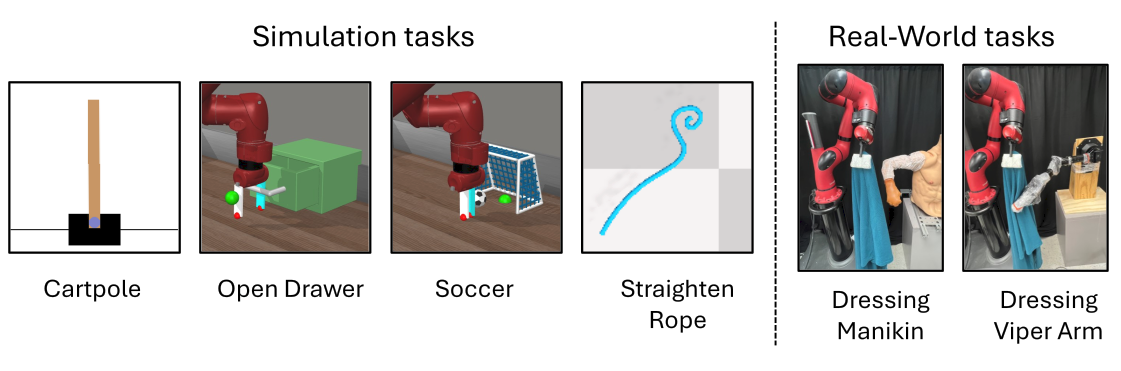 Simulation tasks
Real-World tasks
Cartpole
Open Drawer
Soccer
Straighten
Rope
Dressing
Manikin
Dressing
Viper Arm